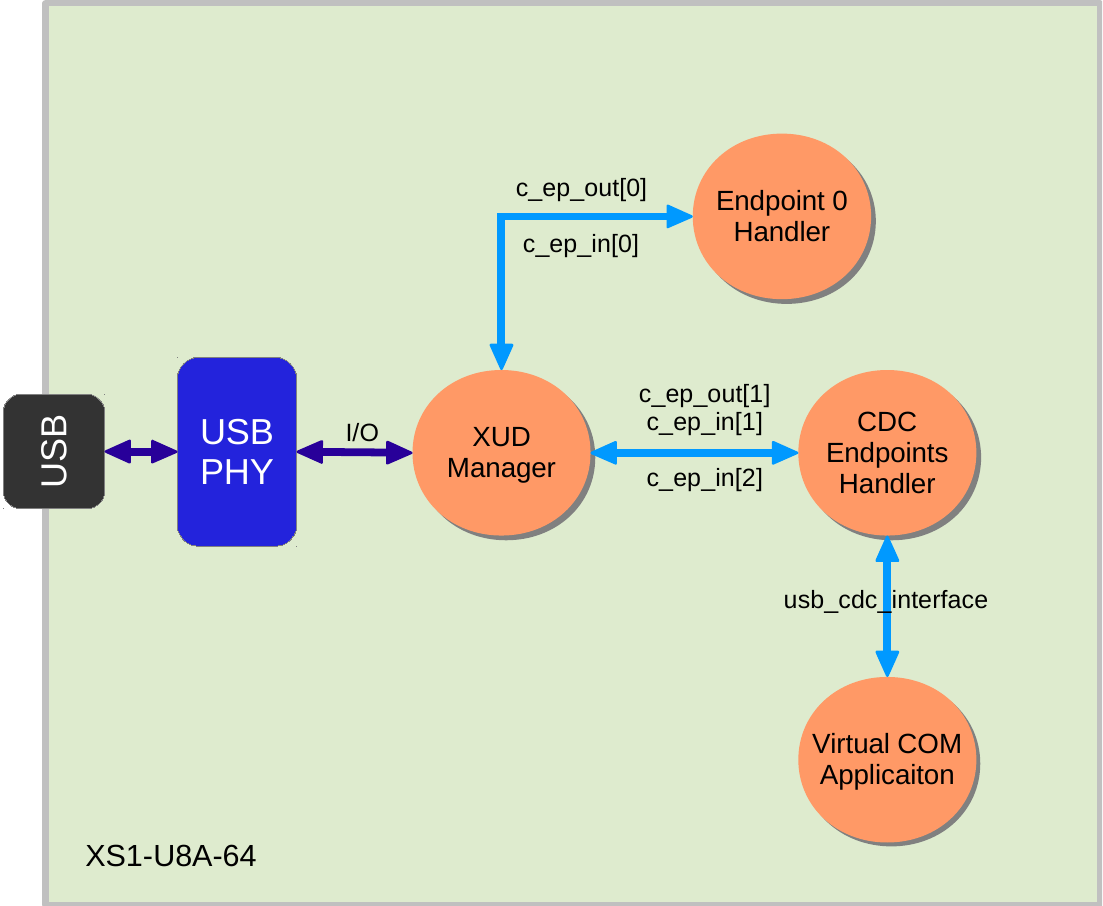 c_ep_out[0]
c_ep_in[0]
Endpoint 0
Handler
USB
USB
PHY
I/O
XUD
Manager
c_ep_out[1]
c_ep_in[1]
c_ep_in[2]
CDC
Endpoints
Handler
usb_cdc_interface
Virtual COM
Applicaiton
XS1-U8A-64